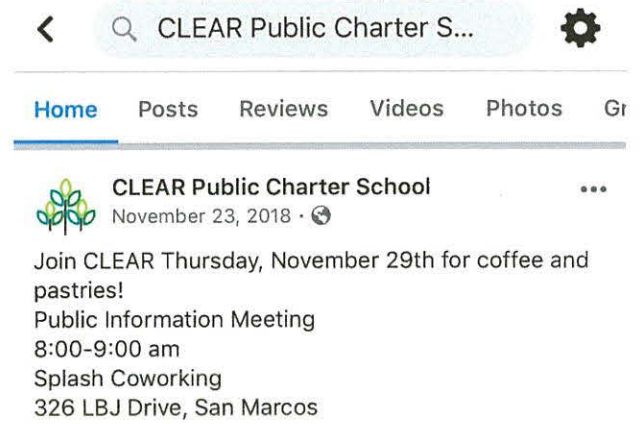 CLEAR Public Charter S...
Home Posts Reviews Videos Photos Gr
CLEAR Public Charter School
November 23, 2018 ·
Join CLEAR Thursday, November 29th for coffee and
pastries!
Public Information Meeting
8:00-9:00 am
Splash Coworking
326 LBJ Drive, San Marcos